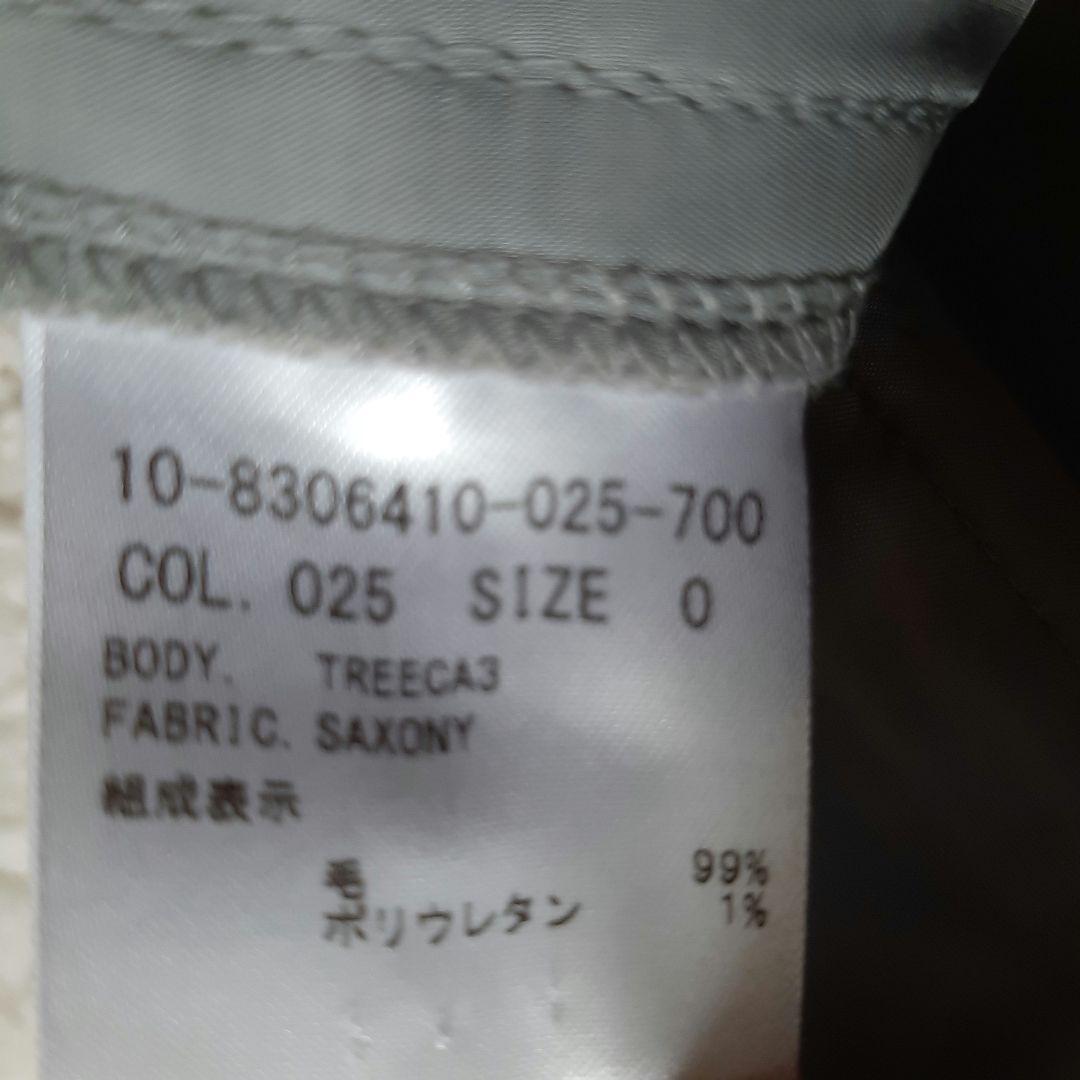 10-8306410-025-700
COL. 025 SIZE 0
BODY. TREECA3
FABRIC. SAXONY
組成表示
毛 99%
ポリウレタン 1%